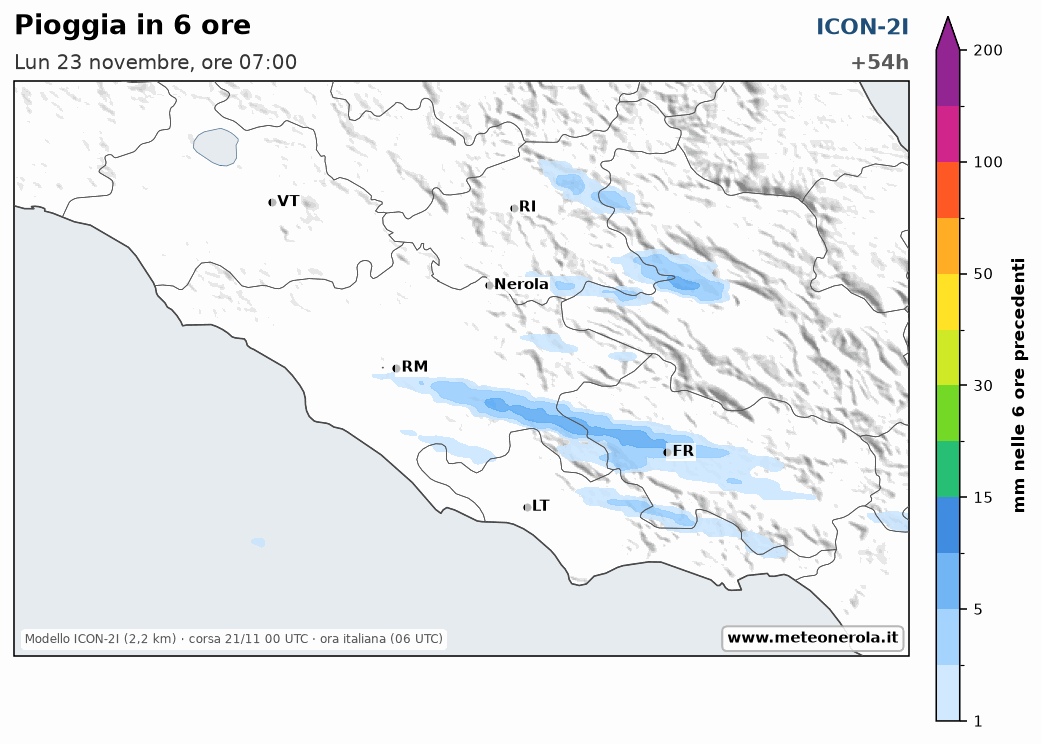 Pioggia in 6 ore
ICON-2I
Lun 23 novembre, ore 07:00
+54h
VT
RI
Nerola
RM
FR
LT
Modello ICON-2I (2,2 km) · corsa 21/11 00 UTC · ora italiana (06 UTC)
www.meteonerola.it
200
100
50
30
15
5
1
mm nelle 6 ore precedenti